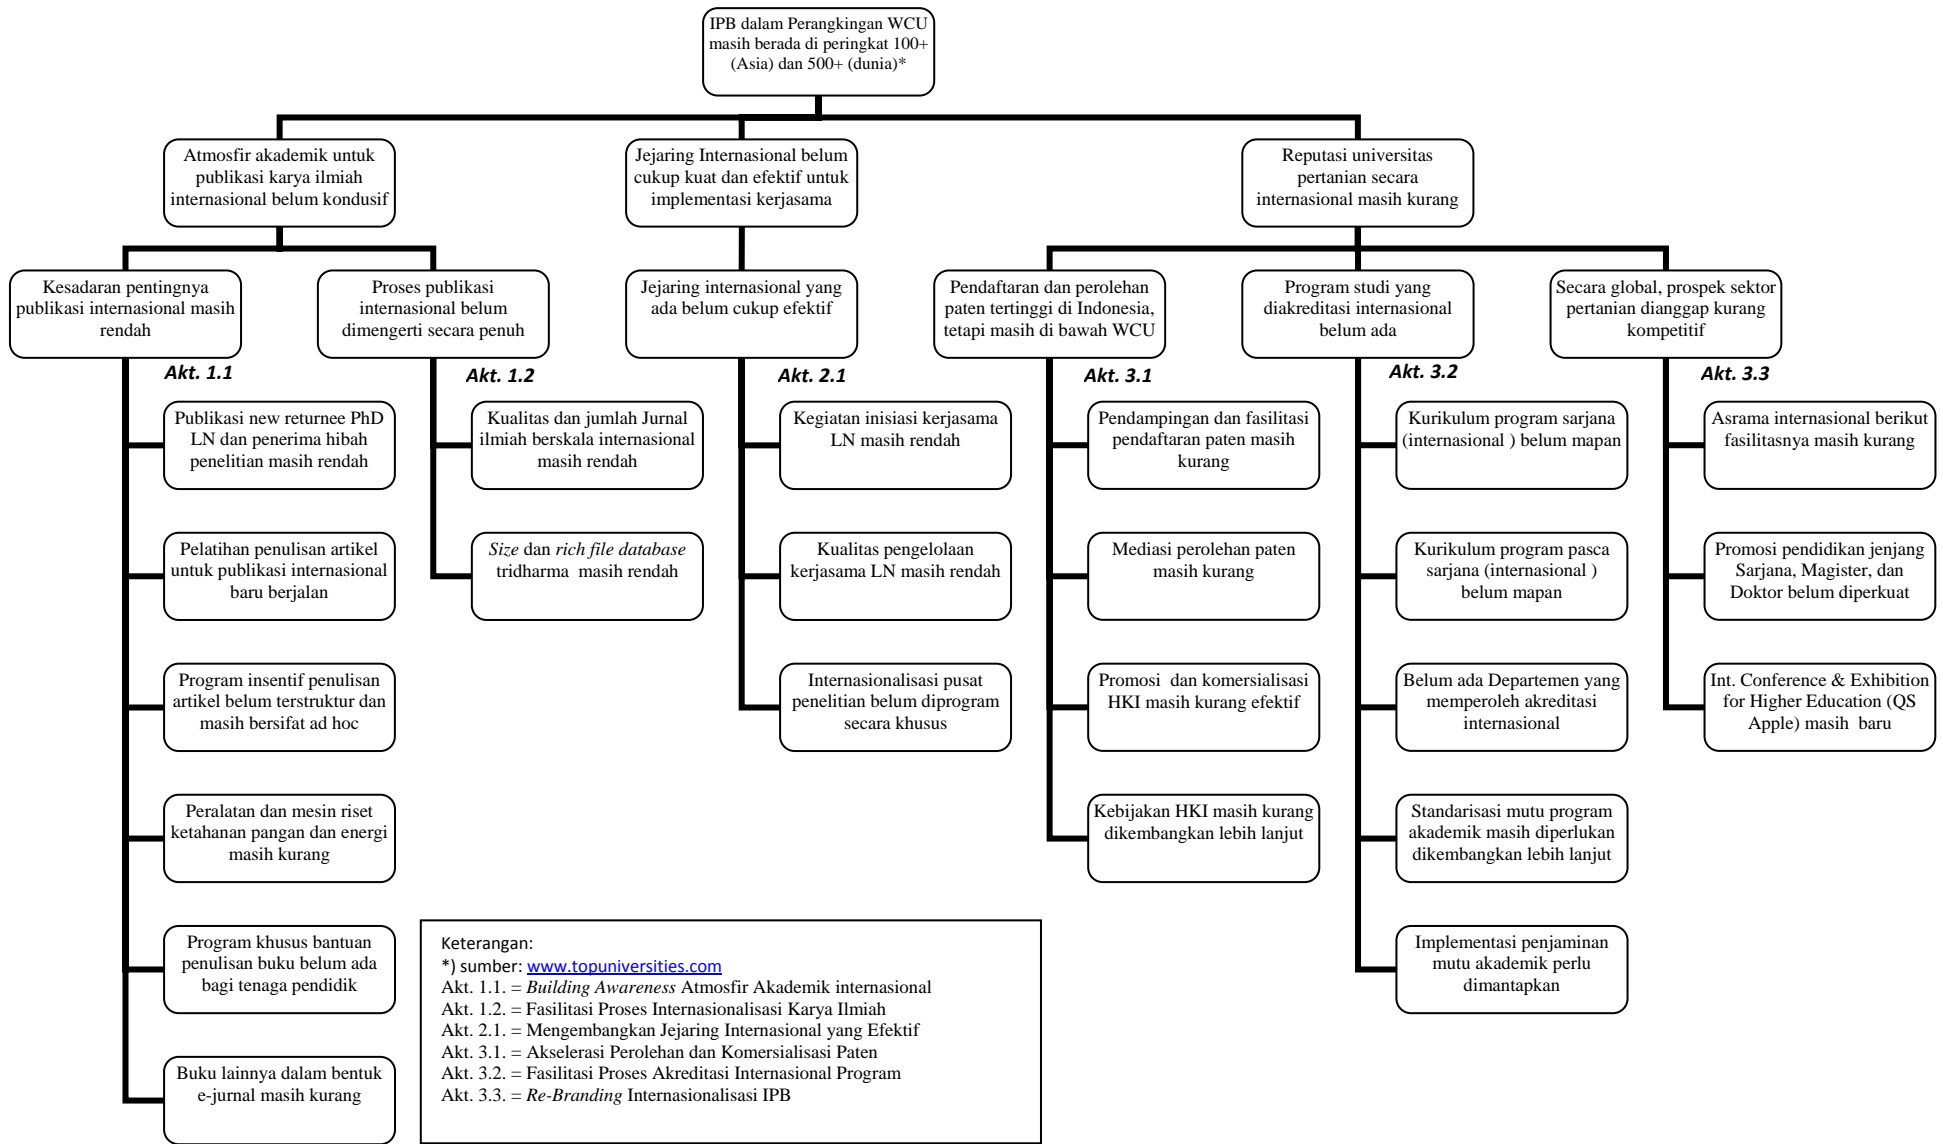 IPB dalam Perangkingan WCU
masih berada di peringkat 100+
(Asia) dan 500+ (dunia)*
Atmosfir akademik untuk
publikasi karya ilmiah
internasional belum kondusif
Jejaring Internasional belum
cukup kuat dan efektif untuk
implementasi kerjasama
Reputasi universitas
pertanian secara
internasional masih kurang
Kesadaran pentingnya
publikasi internasional masih
rendah
Proses publikasi
internasional belum
dimengerti secara penuh
Jejaring internasional yang
ada belum cukup efektif
Pendaftaran dan perolehan
paten tertinggi di Indonesia,
tetapi masih di bawah WCU
Program studi yang
diakreditasi internasional
belum ada
Secara global, prospek sektor
pertanian dianggap kurang
kompetitif
Akt. 1.1
Publikasi new returnee PhD
LN dan penerima hibah
penelitian masih rendah
Pelatihan penulisan artikel
untuk publikasi internasional
baru berjalan
Program insentif penulisan
artikel belum terstruktur dan
masih bersifat ad hoc
Peralatan dan mesin riset
ketahanan pangan dan energi
masih kurang
Program khusus bantuan
penulisan buku belum ada
bagi tenaga pendidik
Buku lainnya dalam bentuk
e-jurnal masih kurang
Akt. 1.2
Kualitas dan jumlah Jurnal
ilmiah berskala internasional
masih rendah
Size dan rich file database
tridharma masih rendah
Akt. 2.1
Kegiatan inisiasi kerjasama
LN masih rendah
Kualitas pengelolaan
kerjasama LN masih rendah
Internasionalisasi pusat
penelitian belum diprogram
secara khusus
Akt. 3.1
Pendampingan dan fasilitasi
pendaftaran paten masih
kurang
Mediasi perolehan paten
masih kurang
Promosi dan komersialisasi
HKI masih kurang efektif
Kebijakan HKI masih kurang
dikembangkan lebih lanjut
Akt. 3.2
Kurikulum program sarjana
(internasional ) belum mapan
Kurikulum program pasca
sarjana (internasional )
belum mapan
Belum ada Departemen yang
memperoleh akreditasi
internasional
Standarisasi mutu program
akademik masih diperlukan
dikembangkan lebih lanjut
Implementasi penjaminan
mutu akademik perlu
dimantapkan
Akt. 3.3
Asrama internasional berikut
fasilitasnya masih kurang
Promosi pendidikan jenjang
Sarjana, Magister, dan
Doktor belum diperkuat
Int. Conference & Exhibition
for Higher Education (QS
Apple) masih baru
Keterangan:
*) sumber: www.topuniversities.com
Akt. 1.1. = Building Awareness Atmosfir Akademik internasional
Akt. 1.2. = Fasilitasi Proses Internasionalisasi Karya Ilmiah
Akt. 2.1. = Mengembangkan Jejaring Internasional yang Efektif
Akt. 3.1. = Akselerasi Perolehan dan Komersialisasi Paten
Akt. 3.2. = Fasilitasi Proses Akreditasi Internasional Program
Akt. 3.3. = Re-Branding Internasionalisasi IPB